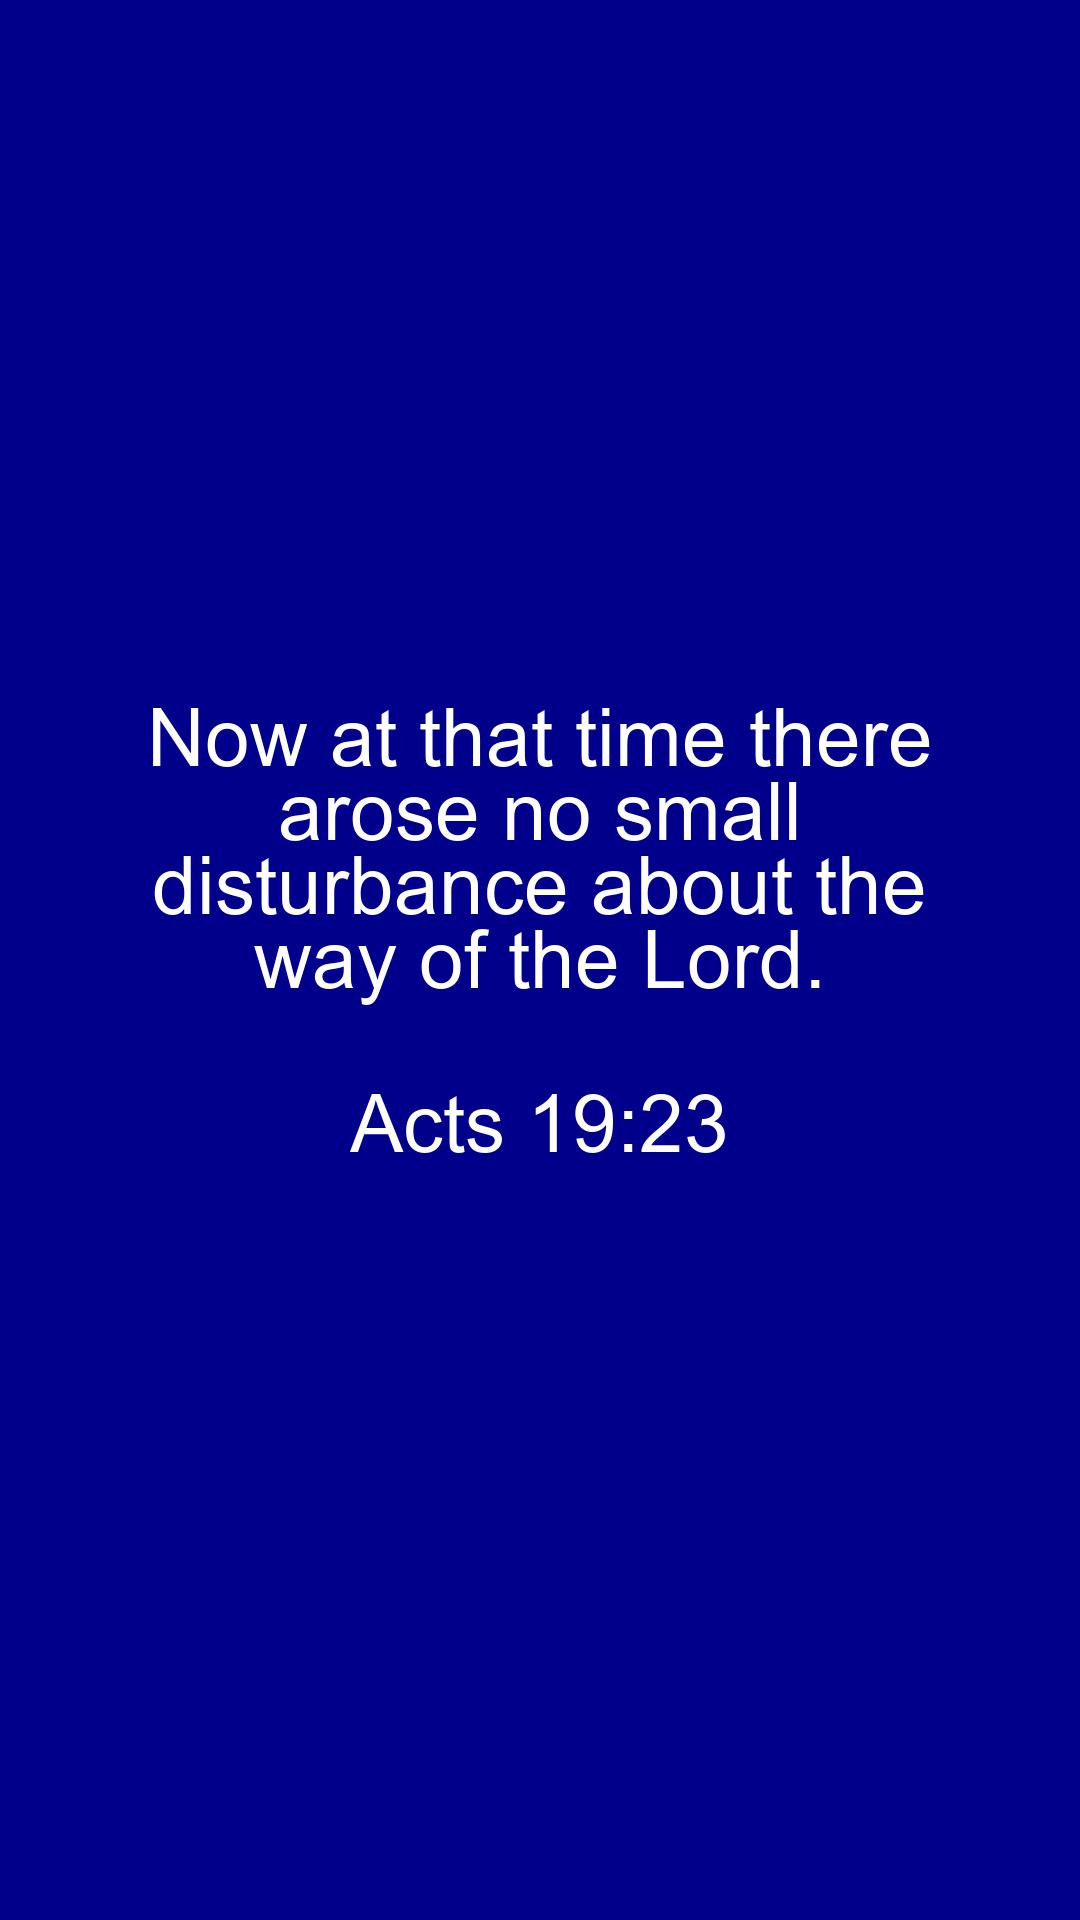 Now at that time there
arose no small
disturbance about the
way of the Lord.
Acts 19:23